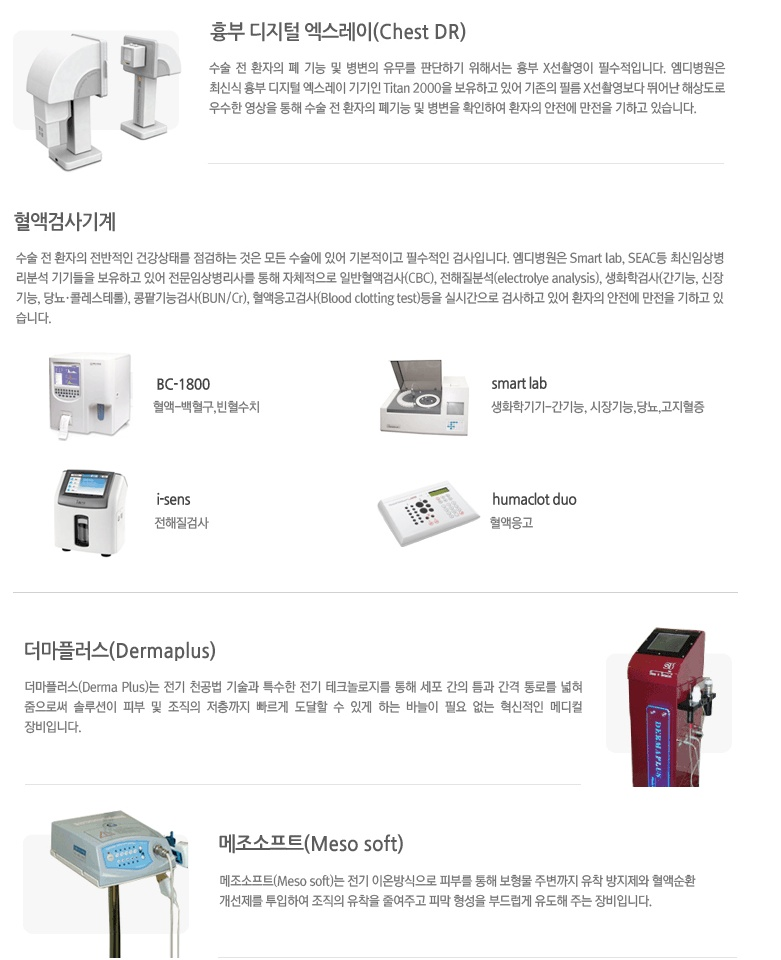 흉부 디지털 엑스레이(Chest DR)
수술 전 환자의 폐 기능 및 병변의 유무를 판단하기 위해서는 흉부 X선촬영이 필수적입니다. 엠디병원은
최신식 흉부 디지털 엑스레이 기기인 Titan 2000을 보유하고 있어 기존의 필름 X선촬영보다 뛰어난 해상도로
우수한 영상을 통해 수술 전 환자의 폐기능 및 병변을 확인하여 환자의 안전에 만전을 기하고 있습니다.
혈액검사기계
수술 전 환자의 전반적인 건강상태를 점검하는 것은 모든 수술에 있어 기본적이고 필수적인 검사입니다. 엠디병원은 Smart lab, SEAC등 최신임상병
리분석 기기들을 보유하고 있어 전문임상병리사를 통해 자체적으로 일반혈액검사(CBC), 전해질분석(electrolye analysis), 생화학검사(간기능, 신장
기능, 당뇨·콜레스테롤), 콩팥기능검사(BUN/Cr), 혈액응고검사(Blood clotting test)등을 실시간으로 검사하고 있어 환자의 안전에 만전을 기하고 있
습니다.
BC-1800
혈액-백혈구,빈혈수치
smart lab
생화학기기-간기능, 시장기능,당뇨,고지혈증
i-sens
전해질검사
humaclot duo
혈액응고
더마플러스(Dermaplus)
더마플러스(Derma Plus)는 전기 천공법 기술과 특수한 전기 테크놀로지를 통해 세포 간의 틈과 간격 통로를 넓혀
줌으로써 솔루션이 피부 및 조직의 저층까지 빠르게 도달할 수 있게 하는 바늘이 필요 없는 혁신적인 메디컬
장비입니다.
DERMAPLUS
메조소프트(Meso soft)
메조소프트(Meso soft)는 전기 이온방식으로 피부를 통해 보형물 주변까지 유착 방지제와 혈액순환
개선제를 투입하여 조직의 유착을 줄여주고 피막 형성을 부드럽게 유도해 주는 장비입니다.